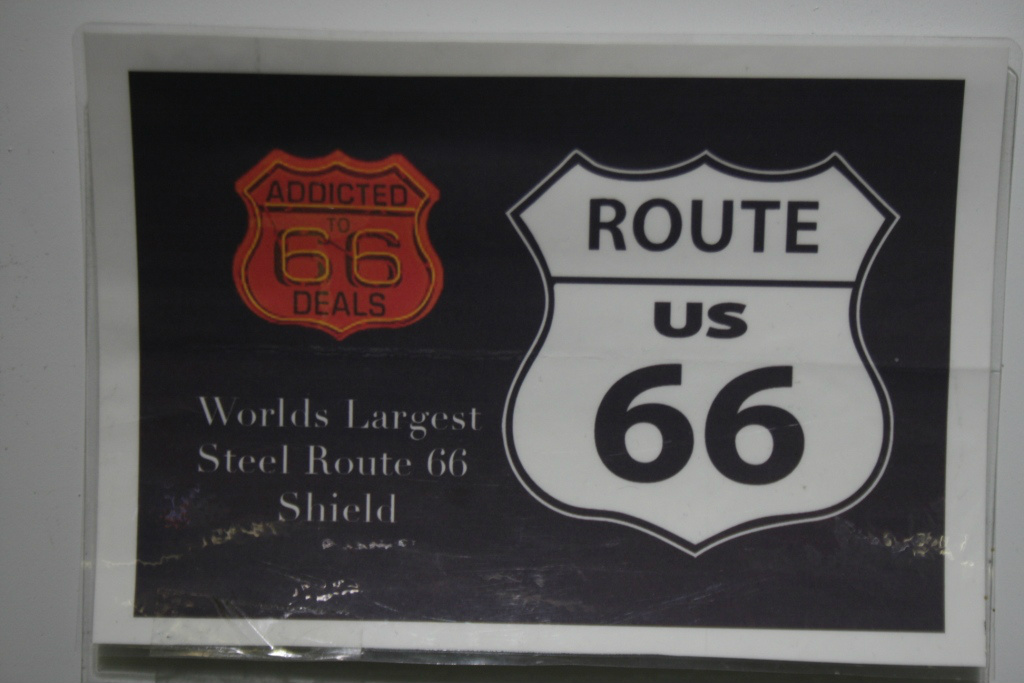 ADDICTED
TO
66
DEALS
Worlds Largest
Steel Route 66
Shield
ROUTE
US
66